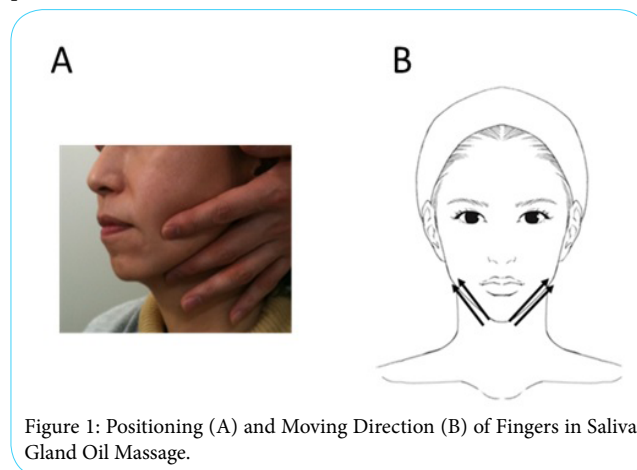 A
B
Figure 1: Positioning (A) and Moving Direction (B) of Fingers in Saliva
Gland Oil Massage.